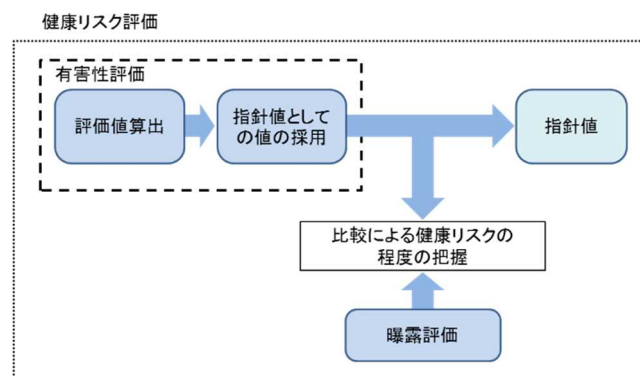 健康リスク評価
有害性評価
評価値算出
指針値として
の値の採用
指針値
比較による健康リスクの
程度の把握
曝露評価